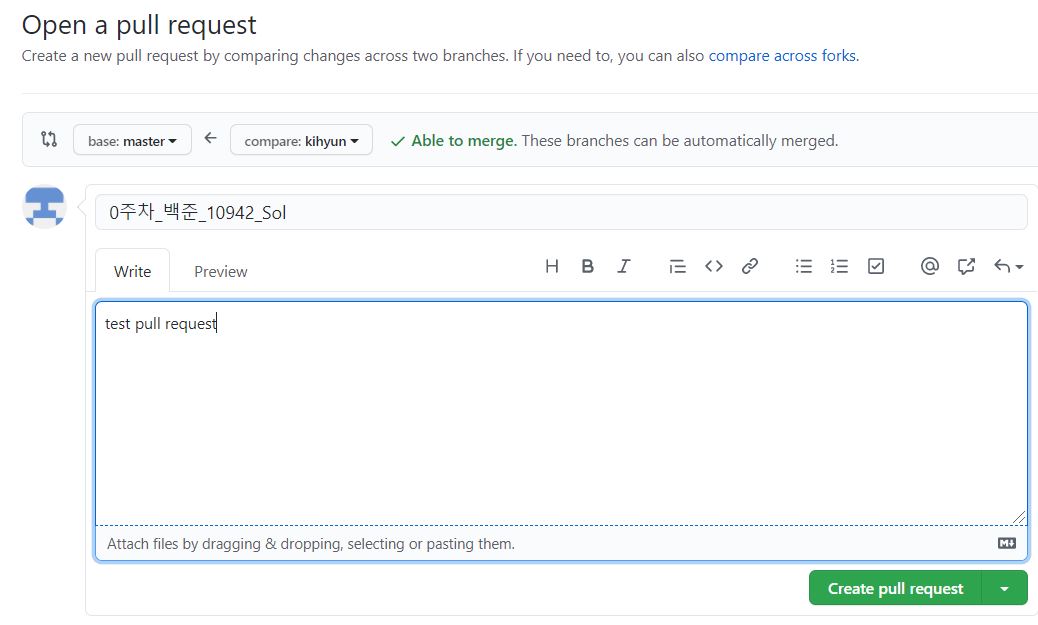 Open a pull request
Create a new pull request by comparing changes across two branches. If you need to, you can also compare across forks.
base: master compare: kihyun Able to merge. These branches can be automatically merged.
0주차_백준_10942_Sol
Write Preview H B I @
test pull request
Attach files by dragging & dropping, selecting or pasting them.
Create pull request